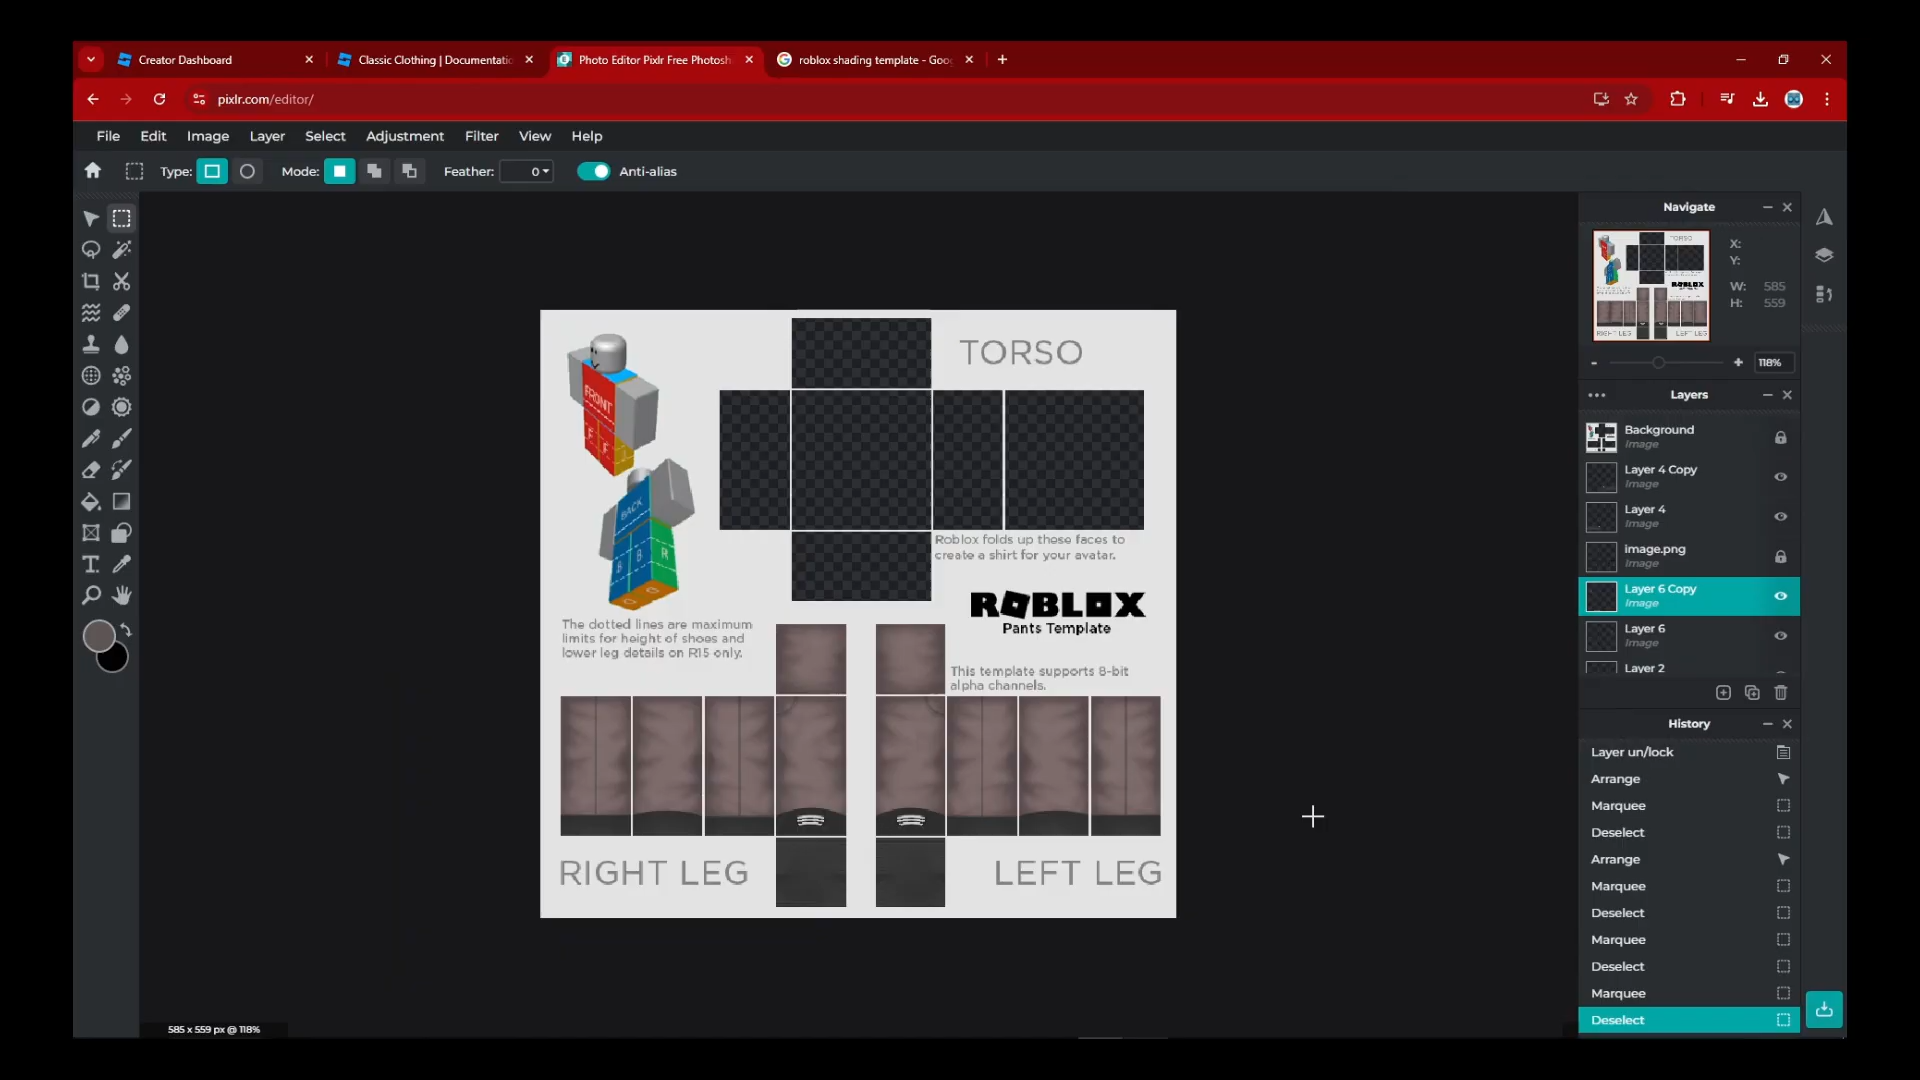 Creator Dashboard
Classic Clothing | Documentatio
Photo Editor Pixlr Free Photosh
roblox shading template - Goog
pixlr.com/editor/
File Edit Image Layer Select Adjustment Filter View Help
Type: Mode: Feather: 0 Anti-alias
Navigate
X:
Y:
W: 585
H: 559
118%
Layers
Background
Image
Layer 4 Copy
Image
Layer 4
Image
image.png
Image
Layer 6 Copy
Image
Layer 6
Image
Layer 2
History
Layer un/lock
Arrange
Marquee
Deselect
Arrange
Marquee
Deselect
Marquee
Deselect
Marquee
Deselect
TORSO
FRONT
F F L
BACK
B B R
Roblox folds up these faces to
create a shirt for your avatar.
ROBLOX
Pants Template
The dotted lines are maximum
limits for height of shoes and
lower leg details on R15 only.
This template supports 8-bit
alpha channels.
RIGHT LEG
LEFT LEG
585 x 559 px @ 118%